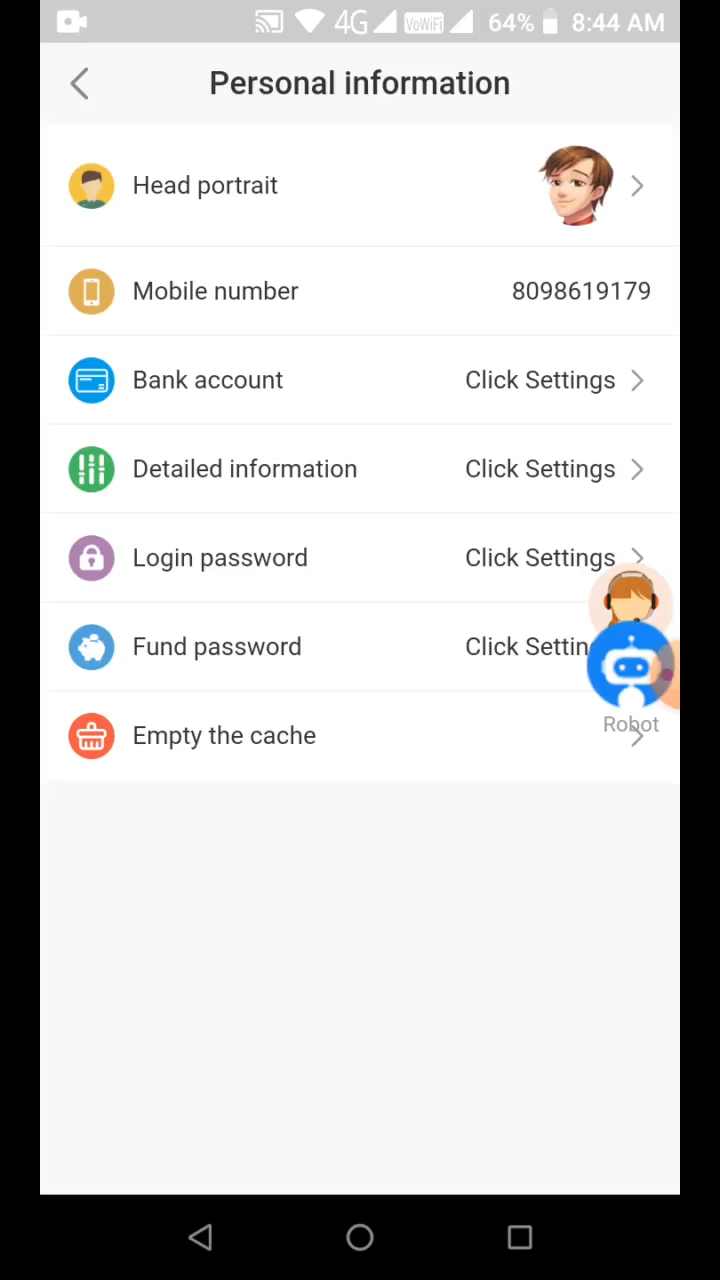 4G VoWiFi 64% 8:44 AM
Personal information
Head portrait
Mobile number 8098619179
Bank account Click Settings
Detailed information Click Settings
Login password Click Settings
Fund password Click Settin
Robot
Empty the cache